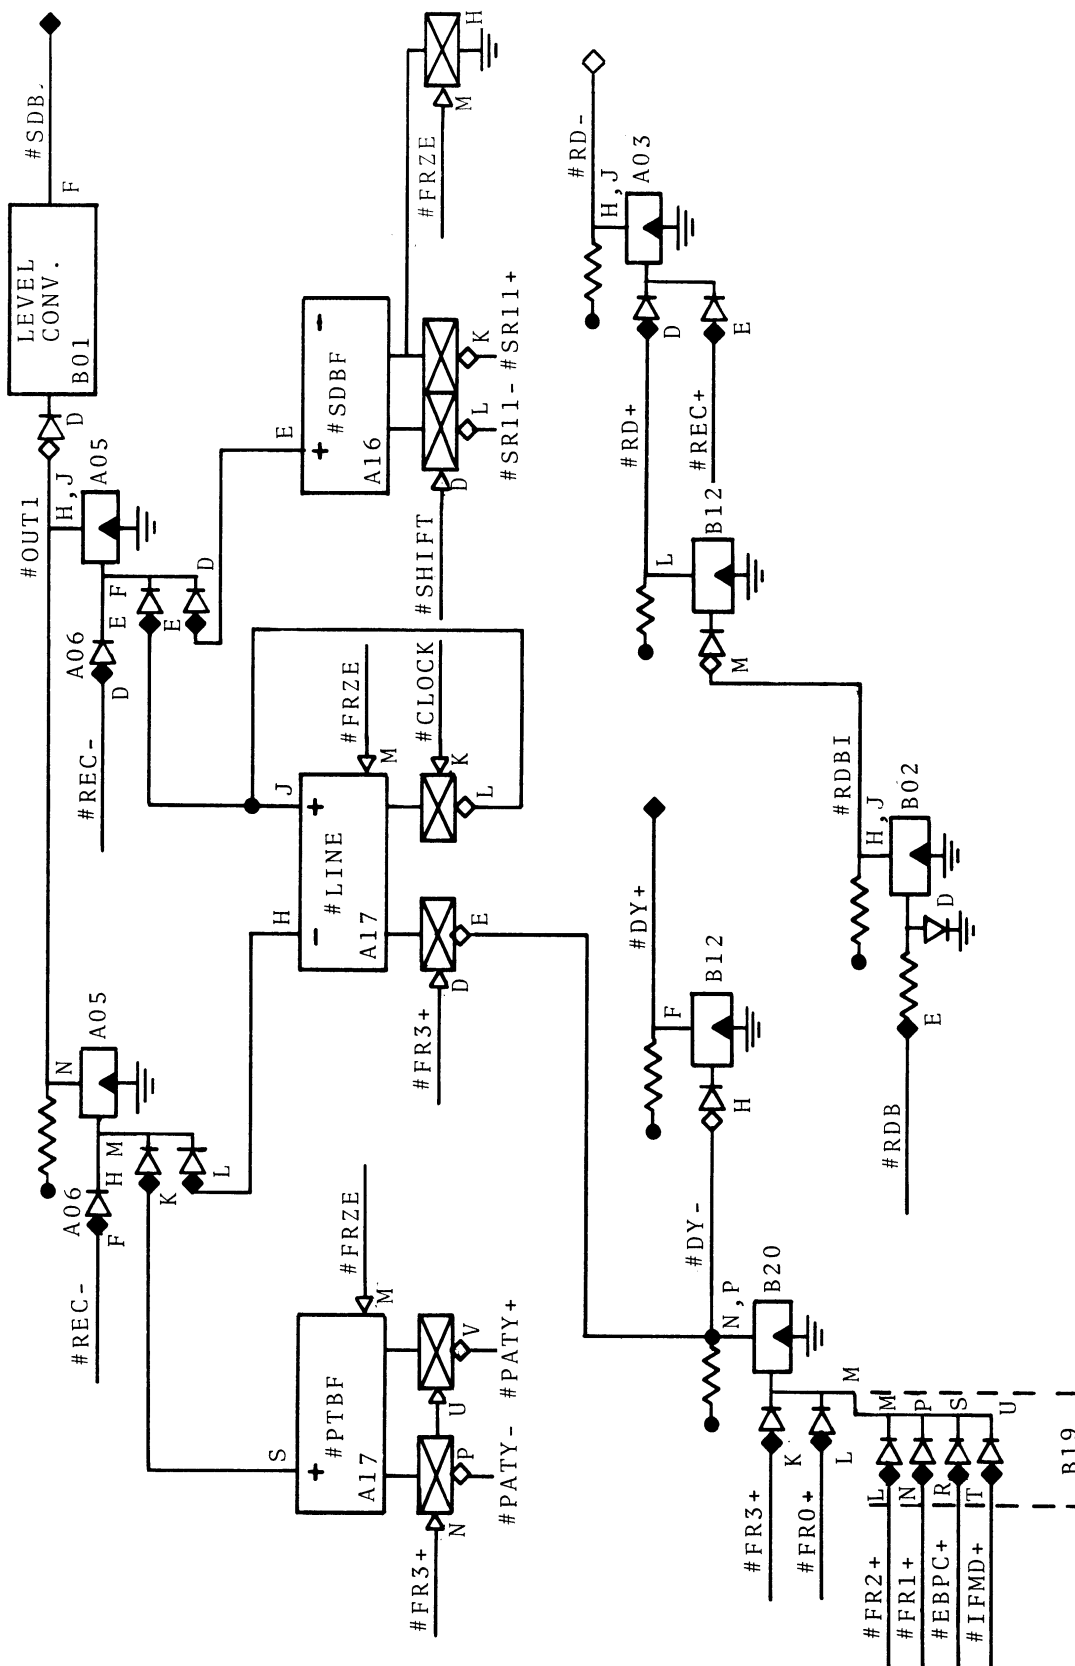 #SDB-
F
LEVEL
CONV.
B01
D
#OUT1
H,J
A05
F
E
D
E
A06
D
#REC-
N
A05
M
H
K
L
A06
F
#REC-
H
M
#FRZE
E
+
-
#SDBF
A16
D
L
K
#SHIFT
#SR11-
#SR11+
J
H
+
-
#LINE
A17
M
#FRZE
K
#CLOCK
L
D
E
#FR3+
S
+
#PTBF
A17
M
#FRZE
N
P
U
V
#FR3+
#PATY-
#PATY+
#RD-
H,J
A03
D
E
#RD+
#REC+
L
B12
M
#RDBI
H,J
B02
D
E
#RDB
#DY+
F
B12
H
#DY-
N,P
B20
K
L
M
#FR3+
#FR0+
L
M
N
P
R
S
T
U
B19
#FR2+
#FR1+
#EBPC+
#IFMD+